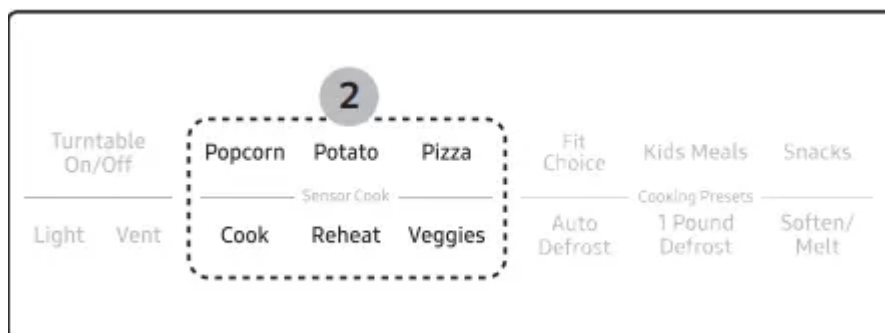 2
Turntable
On/Off
Popcorn Potato Pizza
Fit
Choice
Kids Meals Snacks
Sensor Cook
Cooking Presets
Light Vent
Cook Reheat Veggies
Auto
Defrost
1 Pound
Defrost
Soften/
Melt